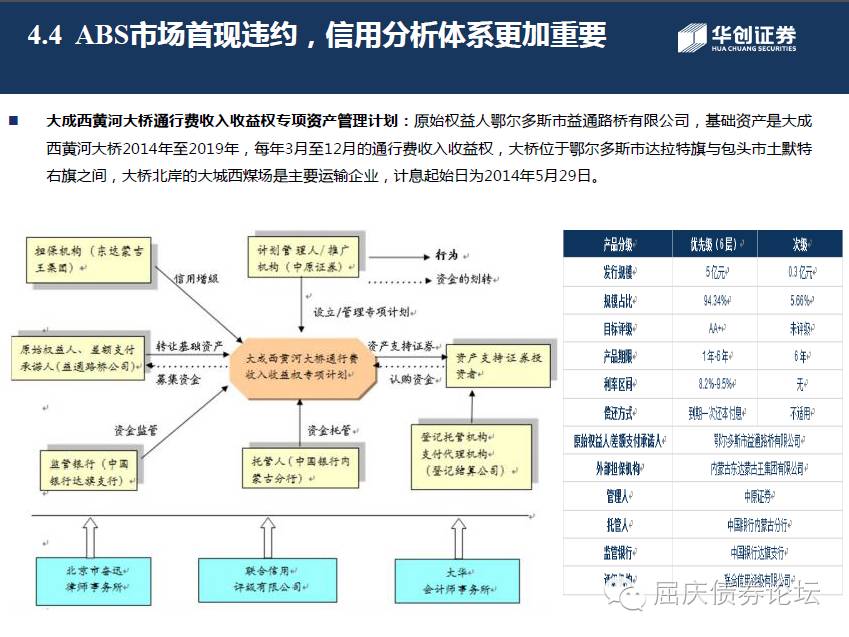 4.4 ABS市场首现违约，信用分析体系更加重要
华创证券
HUA CHUANG SECURITIES
大成西黄河大桥通行费收入收益权专项资产管理计划：原始权益人鄂尔多斯市益通路桥有限公司，基础资产是大成
西黄河大桥2014年至2019年，每年3月至12月的通行费收入收益权，大桥位于鄂尔多斯市达拉特旗与包头市土默特
右旗之间，大桥北岸的大城西煤场是主要运输企业，计息起始日为2014年5月29日。
担保机构（东达蒙古
王集团）
信用增级
计划管理人/推广
机构（中原证券）
行为
资金的划转
设立/管理专项计划
原始权益人、差额支付
承诺人（益通路桥公司）
转让基础资产
募集资金
大成西黄河大桥通行费
收入收益权专项计划
资产支持证券
认购资金
资产支持证券投
资者
资金监管
资金托管
监管银行（中国
银行达旗支行）
托管人（中国银行内
蒙古分行）
登记托管机构
支付代理机构
（登记结算公司）
北京市奋迅
律师事务所
联合信用
评级有限公司
大华
会计师事务所
产品分级 优先级（6层） 次级
发行规模 5亿元 0.3亿元
规模占比 94.34% 5.66%
目标评级 AA+ 未评级
产品期限 1年-6年 6年
利率区间 8.2%-9.5% 无
偿还方式 到期一次还本付息 不适用
原始权益人/差额支付承诺人 鄂尔多斯市益通路桥有限公司
外部担保机构 内蒙古东达蒙古王集团有限公司
管理人 中原证券
托管人 中国银行内蒙古分行
监管银行 中国银行达旗支行
评级机构 联合信用评级有限公司
屈庆债券论坛